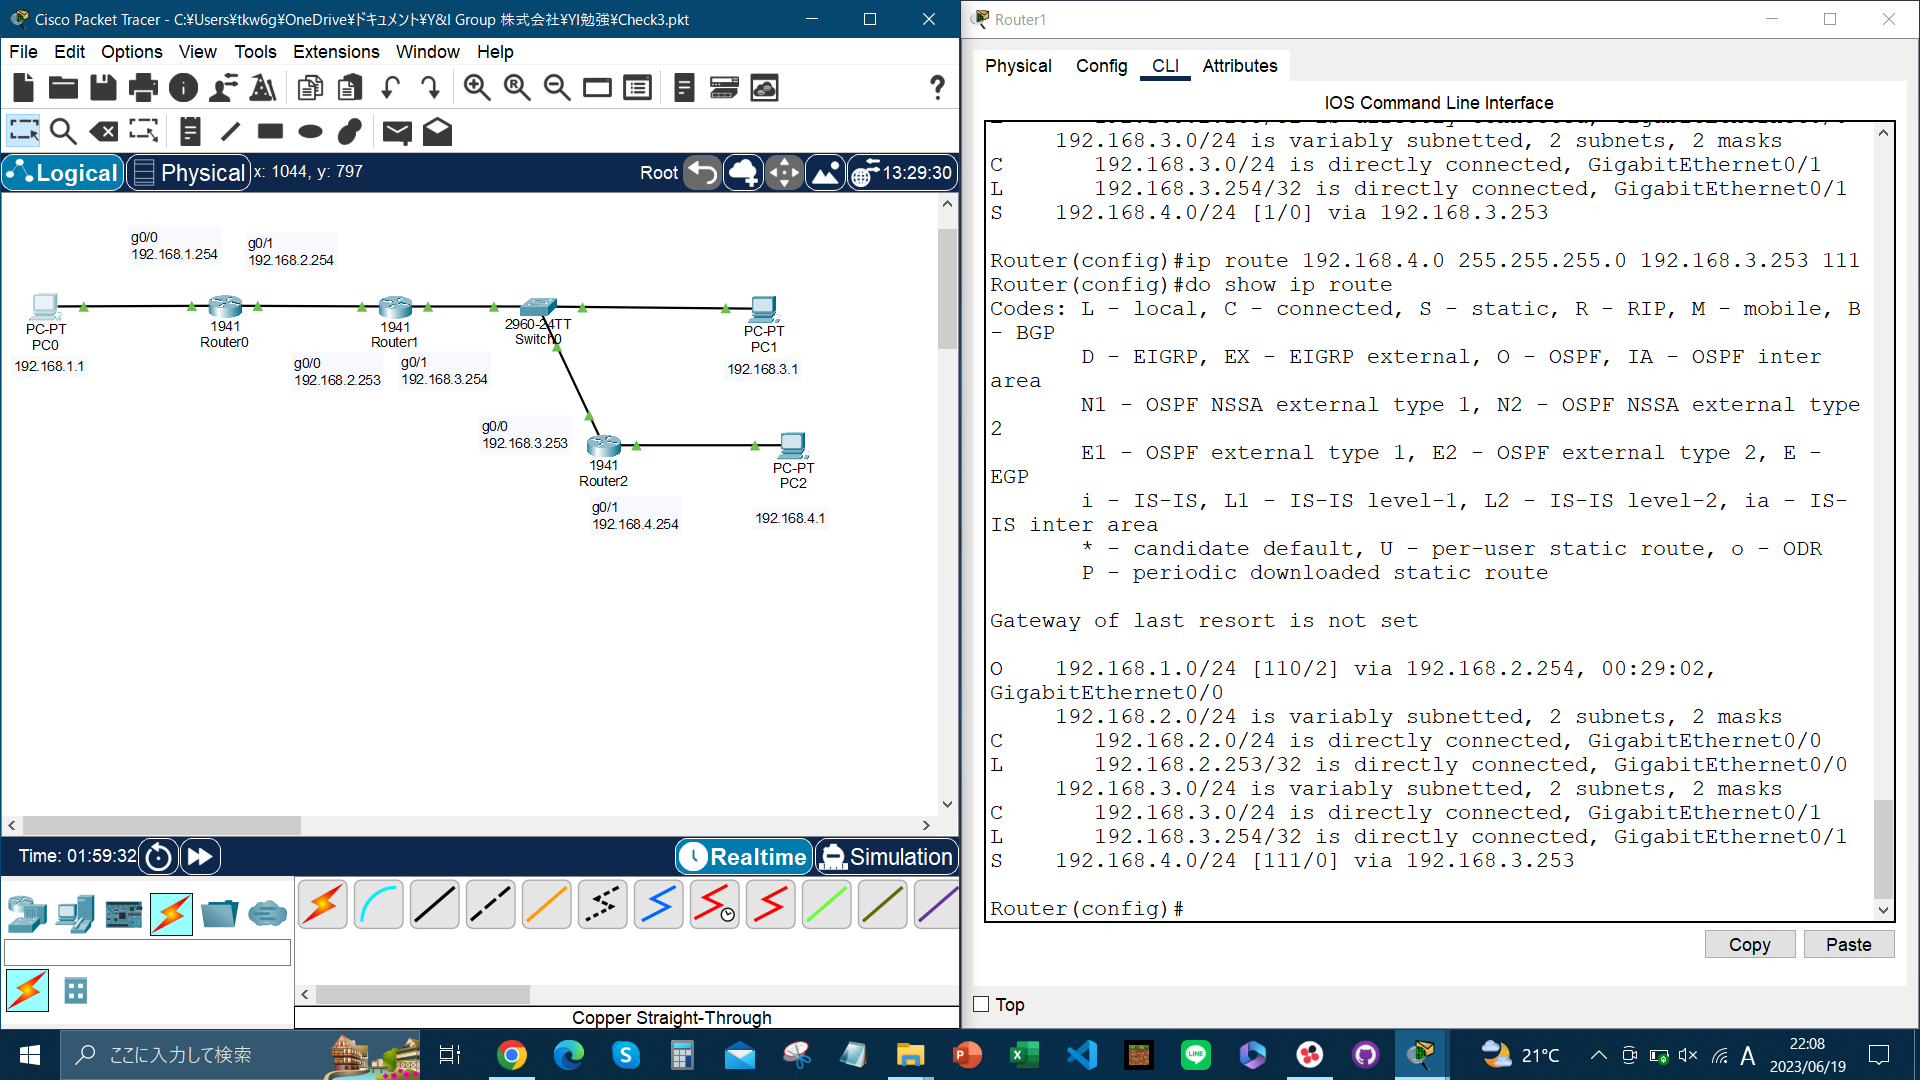 Cisco Packet Tracer - C:¥Users¥tkw6g¥OneDrive¥ドキュメント¥Y&I Group 株式会社¥YI勉強¥Check3.pkt
File Edit Options View Tools Extensions Window Help
Logical Physical x: 1044, y: 797 Root 13:29:30
g0/0
192.168.1.254
g0/1
192.168.2.254
PC-PT
PC0
192.168.1.1
1941
Router0
1941
Router1
g0/0
192.168.2.253
g0/1
192.168.3.254
2960-24TT
Switch0
PC-PT
PC1
192.168.3.1
g0/0
192.168.3.253
1941
Router2
g0/1
192.168.4.254
PC-PT
PC2
192.168.4.1
Time: 01:59:32 Realtime Simulation
Copper Straight-Through
Router1
Physical Config CLI Attributes
IOS Command Line Interface
192.168.3.0/24 is variably subnetted, 2 subnets, 2 masks
C 192.168.3.0/24 is directly connected, GigabitEthernet0/1
L 192.168.3.254/32 is directly connected, GigabitEthernet0/1
S 192.168.4.0/24 [1/0] via 192.168.3.253
Router(config)#ip route 192.168.4.0 255.255.255.0 192.168.3.253 111
Router(config)#do show ip route
Codes: L - local, C - connected, S - static, R - RIP, M - mobile, B
- BGP
D - EIGRP, EX - EIGRP external, O - OSPF, IA - OSPF inter
area
N1 - OSPF NSSA external type 1, N2 - OSPF NSSA external type
2
E1 - OSPF external type 1, E2 - OSPF external type 2, E -
EGP
i - IS-IS, L1 - IS-IS level-1, L2 - IS-IS level-2, ia - IS-
IS inter area
* - candidate default, U - per-user static route, o - ODR
P - periodic downloaded static route
Gateway of last resort is not set
O 192.168.1.0/24 [110/2] via 192.168.2.254, 00:29:02,
GigabitEthernet0/0
192.168.2.0/24 is variably subnetted, 2 subnets, 2 masks
C 192.168.2.0/24 is directly connected, GigabitEthernet0/0
L 192.168.2.253/32 is directly connected, GigabitEthernet0/0
192.168.3.0/24 is variably subnetted, 2 subnets, 2 masks
C 192.168.3.0/24 is directly connected, GigabitEthernet0/1
L 192.168.3.254/32 is directly connected, GigabitEthernet0/1
S 192.168.4.0/24 [111/0] via 192.168.3.253
Router(config)#
Copy Paste
Top
ここに入力して検索
21°C
A
22:08
2023/06/19